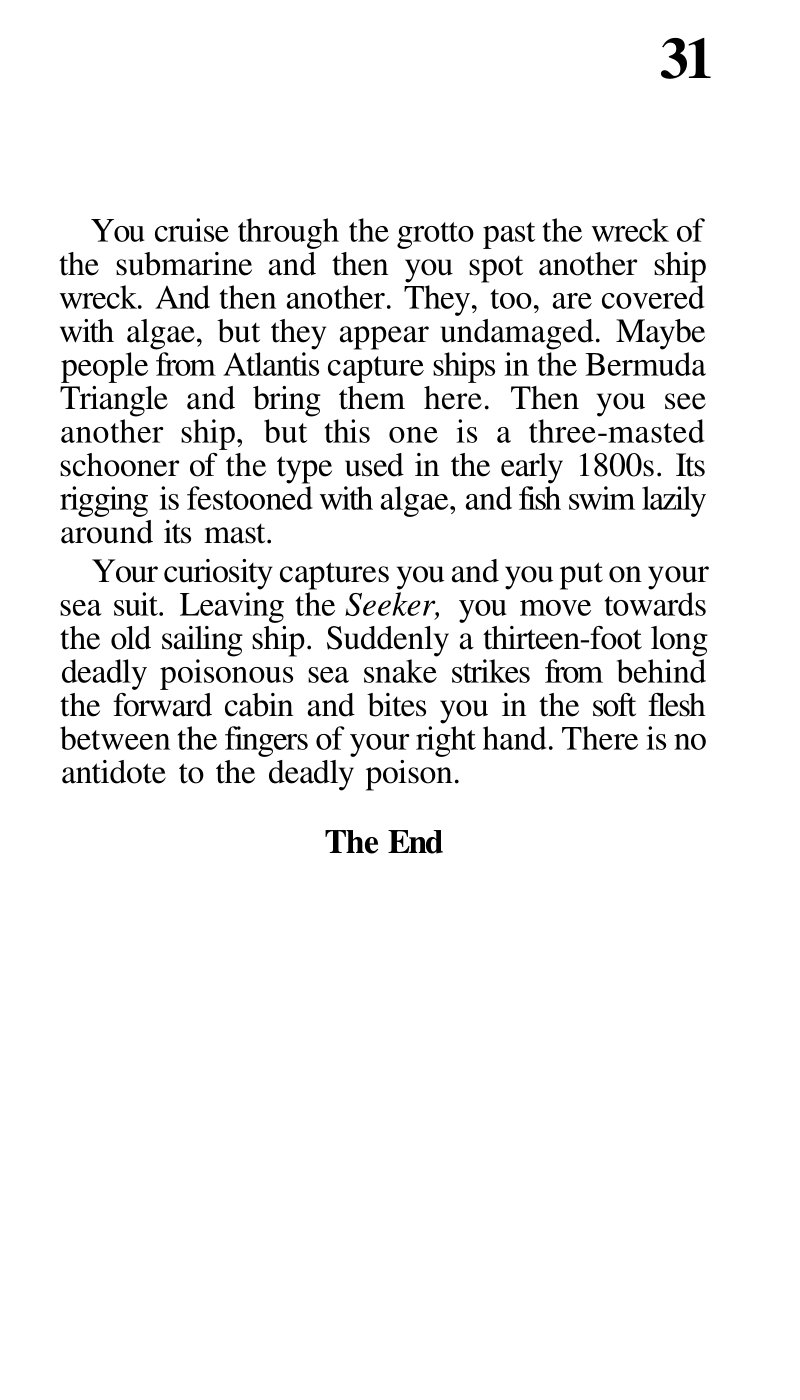 31
You cruise through the grotto past the wreck of
the submarine and then you spot another ship
wreck. And then another. They, too, are covered
with algae, but they appear undamaged. Maybe
people from Atlantis capture ships in the Bermuda
Triangle and bring them here. Then you see
another ship, but this one is a three-masted
schooner of the type used in the early 1800s. Its
rigging is festooned with algae, and fish swim lazily
around its mast.
Your curiosity captures you and you put on your
sea suit. Leaving the Seeker, you move towards
the old sailing ship. Suddenly a thirteen-foot long
deadly poisonous sea snake strikes from behind
the forward cabin and bites you in the soft flesh
between the fingers of your right hand. There is no
antidote to the deadly poison.
The End